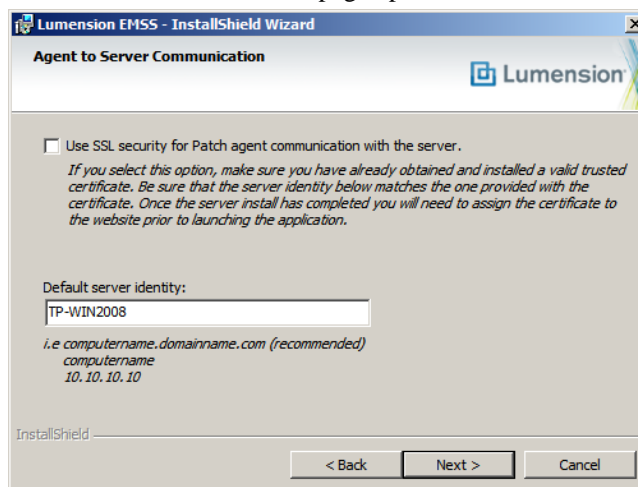 Lumension EMSS - InstallShield Wizard
Agent to Server Communication
Lumension
Use SSL security for Patch agent communication with the server.
If you select this option, make sure you have already obtained and installed a valid trusted
certificate. Be sure that the server identity below matches the one provided with the
certificate. Once the server install has completed you will need to assign the certificate to
the website prior to launching the application.
Default server identity:
TP-WIN2008
i.e computername.domainname.com (recommended)
computername
10.10.10.10
InstallShield
< Back Next > Cancel